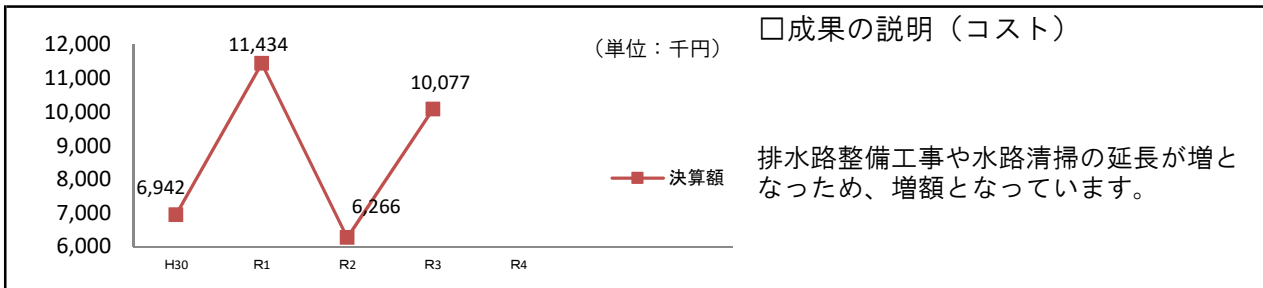 12,000
11,000
10,000
9,000
8,000
7,000
6,000
6,942
11,434
6,266
10,077
（単位：千円）
決算額
H30
R1
R2
R3
R4
□成果の説明（コスト）
排水路整備工事や水路清掃の延長が増と
なっため、増額となっています。